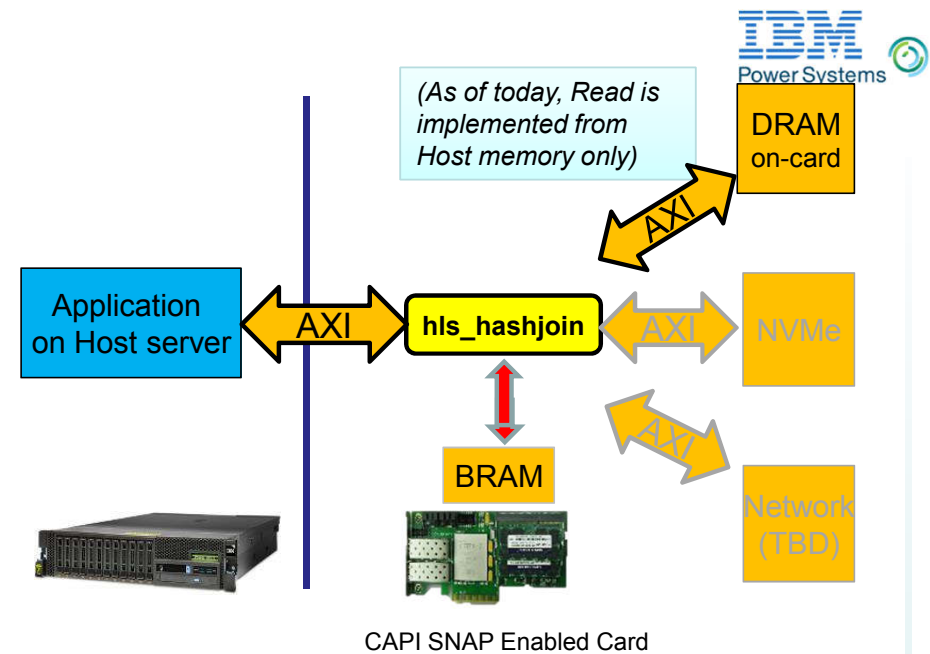 IBM
Power Systems
(As of today, Read is
implemented from
Host memory only)
DRAM
on-card
AXI
Application
on Host server
AXI
hls_hashjoin
AXI
NVMe
AXI
BRAM
Network
(TBD)
CAPI SNAP Enabled Card